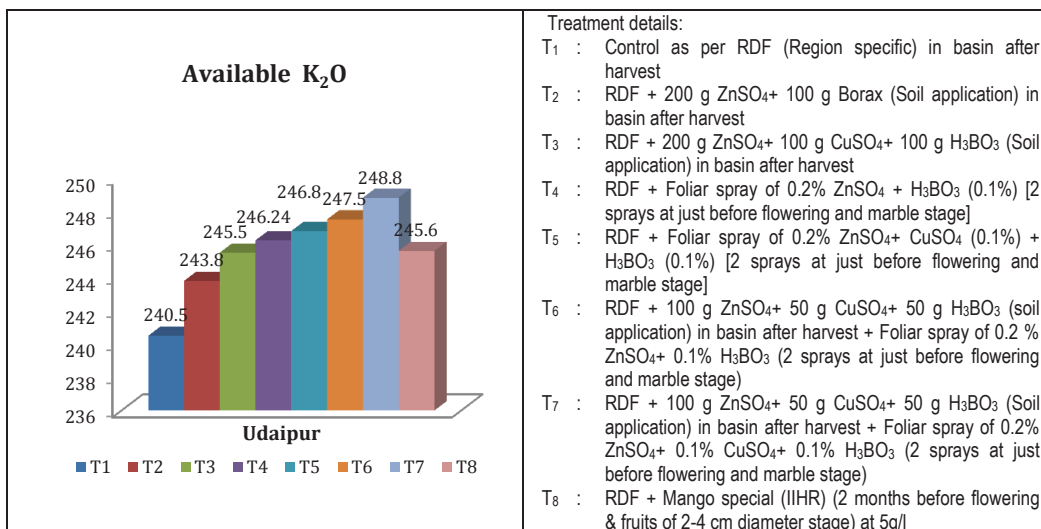 Available K₂O
250
248
246
244
242
240
238
236
240.5
243.8
245.5
246.24
246.8
247.5
248.8
245.6
Udaipur
T1 T2 T3 T4 T5 T6 T7 T8
Treatment details:
T₁ : Control as per RDF (Region specific) in basin after
harvest
T₂ : RDF + 200 g ZnSO₄+ 100 g Borax (Soil application) in
basin after harvest
T₃ : RDF + 200 g ZnSO₄+ 100 g CuSO₄+ 100 g H₃BO₃ (Soil
application) in basin after harvest
T₄ : RDF + Foliar spray of 0.2% ZnSO₄ + H₃BO₃ (0.1%) [2
sprays at just before flowering and marble stage]
T₅ : RDF + Foliar spray of 0.2% ZnSO₄+ CuSO₄ (0.1%) +
H₃BO₃ (0.1%) [2 sprays at just before flowering and
marble stage]
T₆ : RDF + 100 g ZnSO₄+ 50 g CuSO₄+ 50 g H₃BO₃ (soil
application) in basin after harvest + Foliar spray of 0.2 %
ZnSO₄+ 0.1% H₃BO₃ (2 sprays at just before flowering
and marble stage)
T₇ : RDF + 100 g ZnSO₄+ 50 g CuSO₄+ 50 g H₃BO₃ (Soil
application) in basin after harvest + Foliar spray of 0.2%
ZnSO₄+ 0.1% CuSO₄+ 0.1% H₃BO₃ (2 sprays at just
before flowering and marble stage)
T₈ : RDF + Mango special (IIHR) (2 months before flowering
& fruits of 2-4 cm diameter stage) at 5g/l